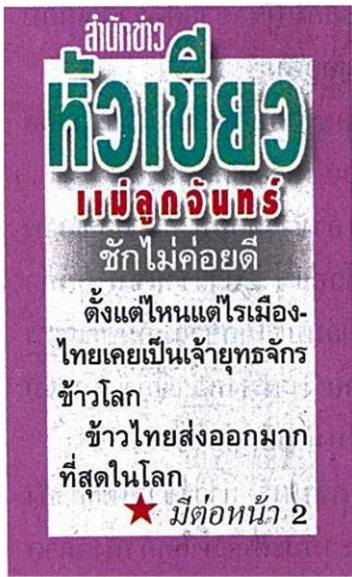 สำนักข่าว
หัวเขียว
แม่ลูกจันทร์
ชักไม่ค่อยดี
ตั้งแต่ไหนแต่ไรเมือง-
ไทยเคยเป็นเจ้ายุทธจักร
ข้าวโลก
ข้าวไทยส่งออกมาก
ที่สุดในโลก
★ มีต่อหน้า 2